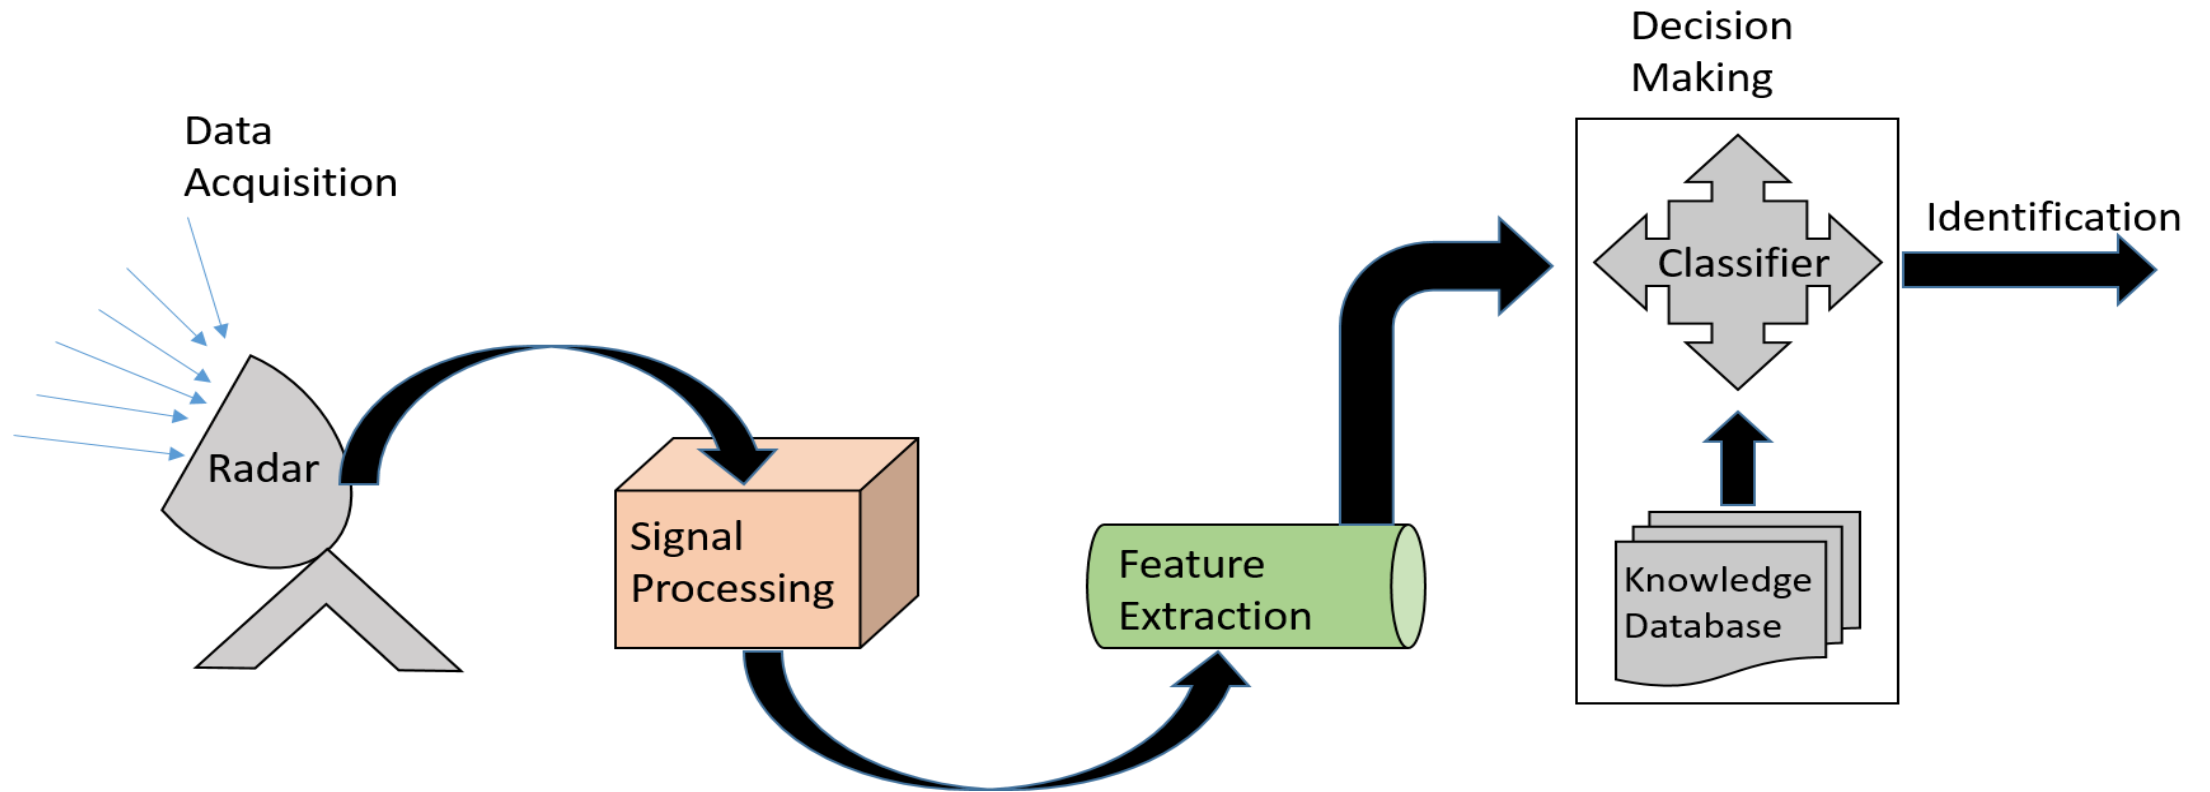 Data
Acquisition
Radar
Signal
Processing
Feature
Extraction
Decision
Making
Classifier
Knowledge
Database
Identification